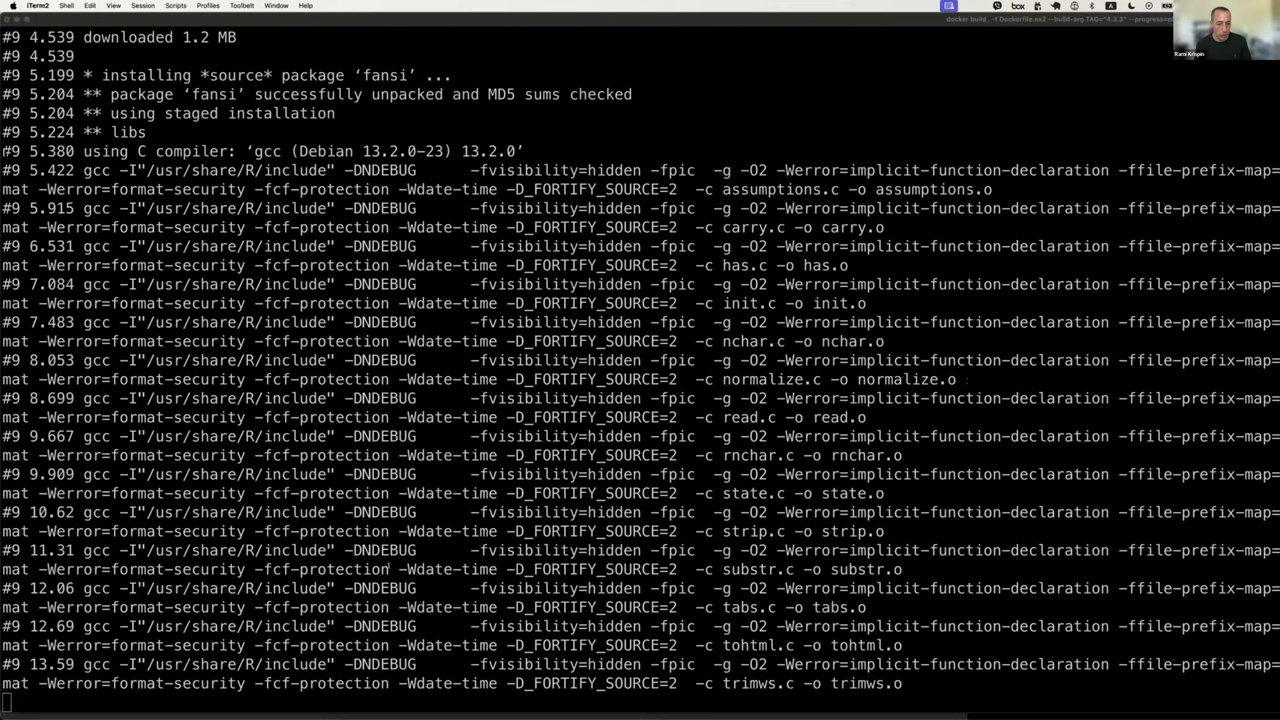 iTerm2 Shell Edit View Session Scripts Profiles Toolbelt Window Help box A
docker build . -f Dockerfile.ex2 --build-arg TAG="4.3.3" --progress=pl
Rami Krispin
#9 4.539 downloaded 1.2 MB
#9 4.539
#9 5.199 * installing *source* package ‘fansi’ ...
#9 5.204 ** package ‘fansi’ successfully unpacked and MD5 sums checked
#9 5.204 ** using staged installation
#9 5.224 ** libs
#9 5.380 using C compiler: ‘gcc (Debian 13.2.0-23) 13.2.0’
#9 5.422 gcc -I"/usr/share/R/include" -DNDEBUG -fvisibility=hidden -fpic -g -O2 -Werror=implicit-function-declaration -ffile-prefix-map=
mat -Werror=format-security -fcf-protection -Wdate-time -D_FORTIFY_SOURCE=2 -c assumptions.c -o assumptions.o
#9 5.915 gcc -I"/usr/share/R/include" -DNDEBUG -fvisibility=hidden -fpic -g -O2 -Werror=implicit-function-declaration -ffile-prefix-map=
mat -Werror=format-security -fcf-protection -Wdate-time -D_FORTIFY_SOURCE=2 -c carry.c -o carry.o
#9 6.531 gcc -I"/usr/share/R/include" -DNDEBUG -fvisibility=hidden -fpic -g -O2 -Werror=implicit-function-declaration -ffile-prefix-map=
mat -Werror=format-security -fcf-protection -Wdate-time -D_FORTIFY_SOURCE=2 -c has.c -o has.o
#9 7.084 gcc -I"/usr/share/R/include" -DNDEBUG -fvisibility=hidden -fpic -g -O2 -Werror=implicit-function-declaration -ffile-prefix-map=
mat -Werror=format-security -fcf-protection -Wdate-time -D_FORTIFY_SOURCE=2 -c init.c -o init.o
#9 7.483 gcc -I"/usr/share/R/include" -DNDEBUG -fvisibility=hidden -fpic -g -O2 -Werror=implicit-function-declaration -ffile-prefix-map=
mat -Werror=format-security -fcf-protection -Wdate-time -D_FORTIFY_SOURCE=2 -c nchar.c -o nchar.o
#9 8.053 gcc -I"/usr/share/R/include" -DNDEBUG -fvisibility=hidden -fpic -g -O2 -Werror=implicit-function-declaration -ffile-prefix-map=
mat -Werror=format-security -fcf-protection -Wdate-time -D_FORTIFY_SOURCE=2 -c normalize.c -o normalize.o
#9 8.699 gcc -I"/usr/share/R/include" -DNDEBUG -fvisibility=hidden -fpic -g -O2 -Werror=implicit-function-declaration -ffile-prefix-map=
mat -Werror=format-security -fcf-protection -Wdate-time -D_FORTIFY_SOURCE=2 -c read.c -o read.o
#9 9.667 gcc -I"/usr/share/R/include" -DNDEBUG -fvisibility=hidden -fpic -g -O2 -Werror=implicit-function-declaration -ffile-prefix-map=
mat -Werror=format-security -fcf-protection -Wdate-time -D_FORTIFY_SOURCE=2 -c rnchar.c -o rnchar.o
#9 9.909 gcc -I"/usr/share/R/include" -DNDEBUG -fvisibility=hidden -fpic -g -O2 -Werror=implicit-function-declaration -ffile-prefix-map=
mat -Werror=format-security -fcf-protection -Wdate-time -D_FORTIFY_SOURCE=2 -c state.c -o state.o
#9 10.62 gcc -I"/usr/share/R/include" -DNDEBUG -fvisibility=hidden -fpic -g -O2 -Werror=implicit-function-declaration -ffile-prefix-map=
mat -Werror=format-security -fcf-protection -Wdate-time -D_FORTIFY_SOURCE=2 -c strip.c -o strip.o
#9 11.31 gcc -I"/usr/share/R/include" -DNDEBUG -fvisibility=hidden -fpic -g -O2 -Werror=implicit-function-declaration -ffile-prefix-map=
mat -Werror=format-security -fcf-protection -Wdate-time -D_FORTIFY_SOURCE=2 -c substr.c -o substr.o
#9 12.06 gcc -I"/usr/share/R/include" -DNDEBUG -fvisibility=hidden -fpic -g -O2 -Werror=implicit-function-declaration -ffile-prefix-map=
mat -Werror=format-security -fcf-protection -Wdate-time -D_FORTIFY_SOURCE=2 -c tabs.c -o tabs.o
#9 12.69 gcc -I"/usr/share/R/include" -DNDEBUG -fvisibility=hidden -fpic -g -O2 -Werror=implicit-function-declaration -ffile-prefix-map=
mat -Werror=format-security -fcf-protection -Wdate-time -D_FORTIFY_SOURCE=2 -c tohtml.c -o tohtml.o
#9 13.59 gcc -I"/usr/share/R/include" -DNDEBUG -fvisibility=hidden -fpic -g -O2 -Werror=implicit-function-declaration -ffile-prefix-map=
mat -Werror=format-security -fcf-protection -Wdate-time -D_FORTIFY_SOURCE=2 -c trimws.c -o trimws.o